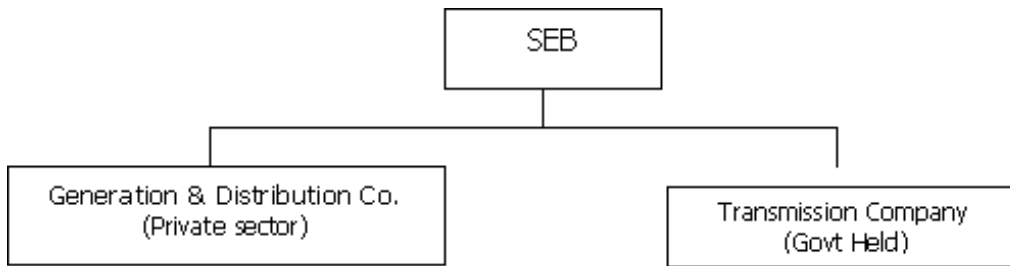 SEB
Generation & Distribution Co.
(Private sector)
Transmission Company
(Govt Held)